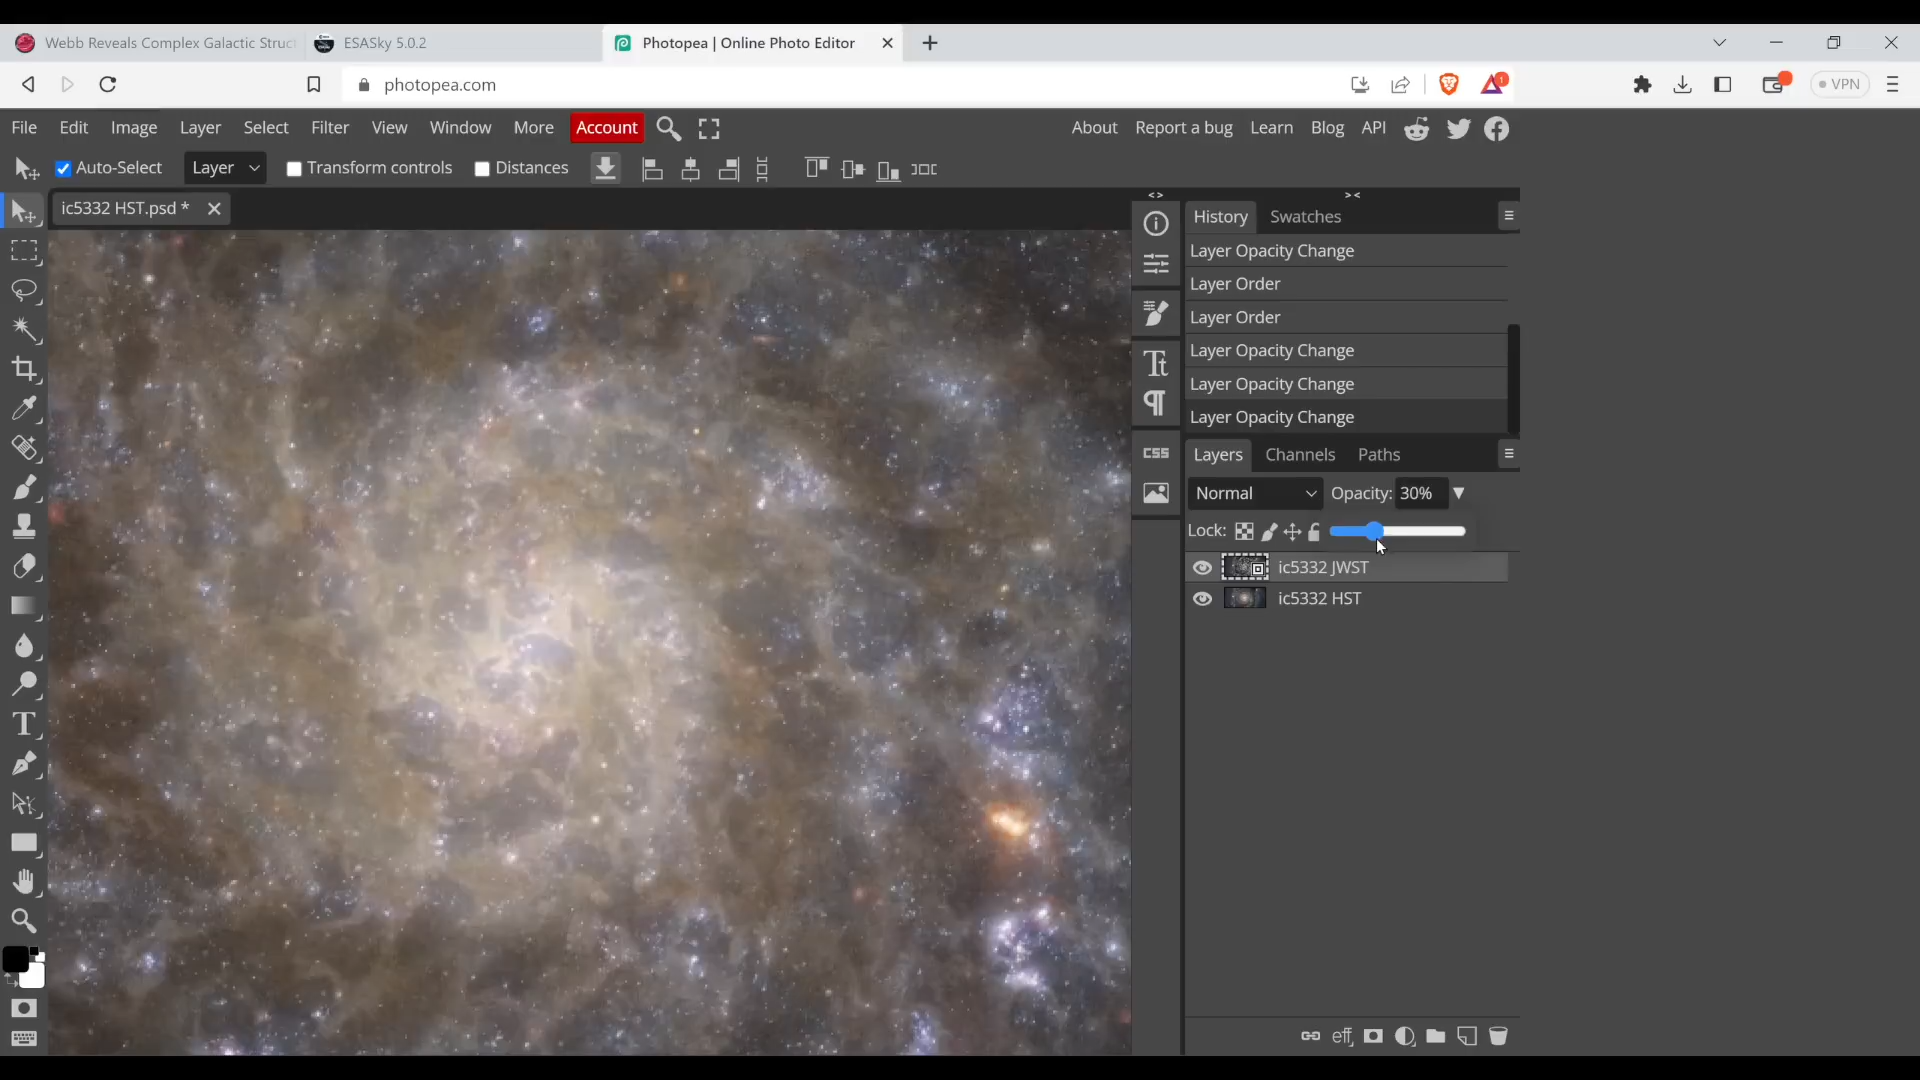 Webb Reveals Complex Galactic Struct
ESASky 5.0.2
Photopea | Online Photo Editor
photopea.com
1
VPN
File Edit Image Layer Select Filter View Window More Account
About Report a bug Learn Blog API
Auto-Select Layer Transform controls Distances
ic5332 HST.psd *
<> ><
History Swatches
Layer Opacity Change
Layer Order
Layer Order
Layer Opacity Change
Layer Opacity Change
Layer Opacity Change
CSS
Layers Channels Paths
Normal Opacity: 30%
Lock:
ic5332 JWST
ic5332 HST
eff